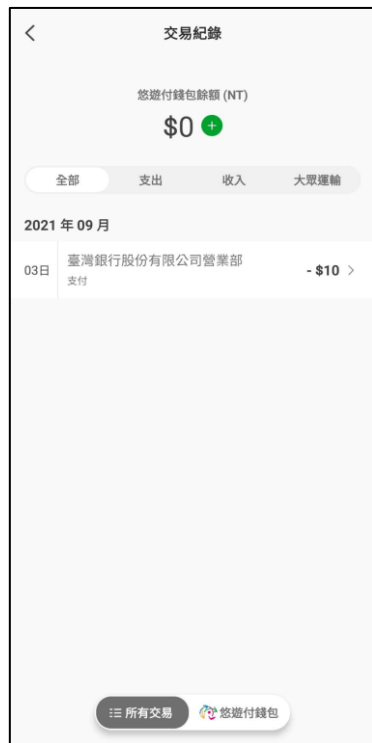 交易紀錄
悠遊付錢包餘額 (NT)
$0
全部 支出 收入 大眾運輸
2021 年 09 月
03日 臺灣銀行股份有限公司營業部 - $10
支付
所有交易 悠遊付錢包